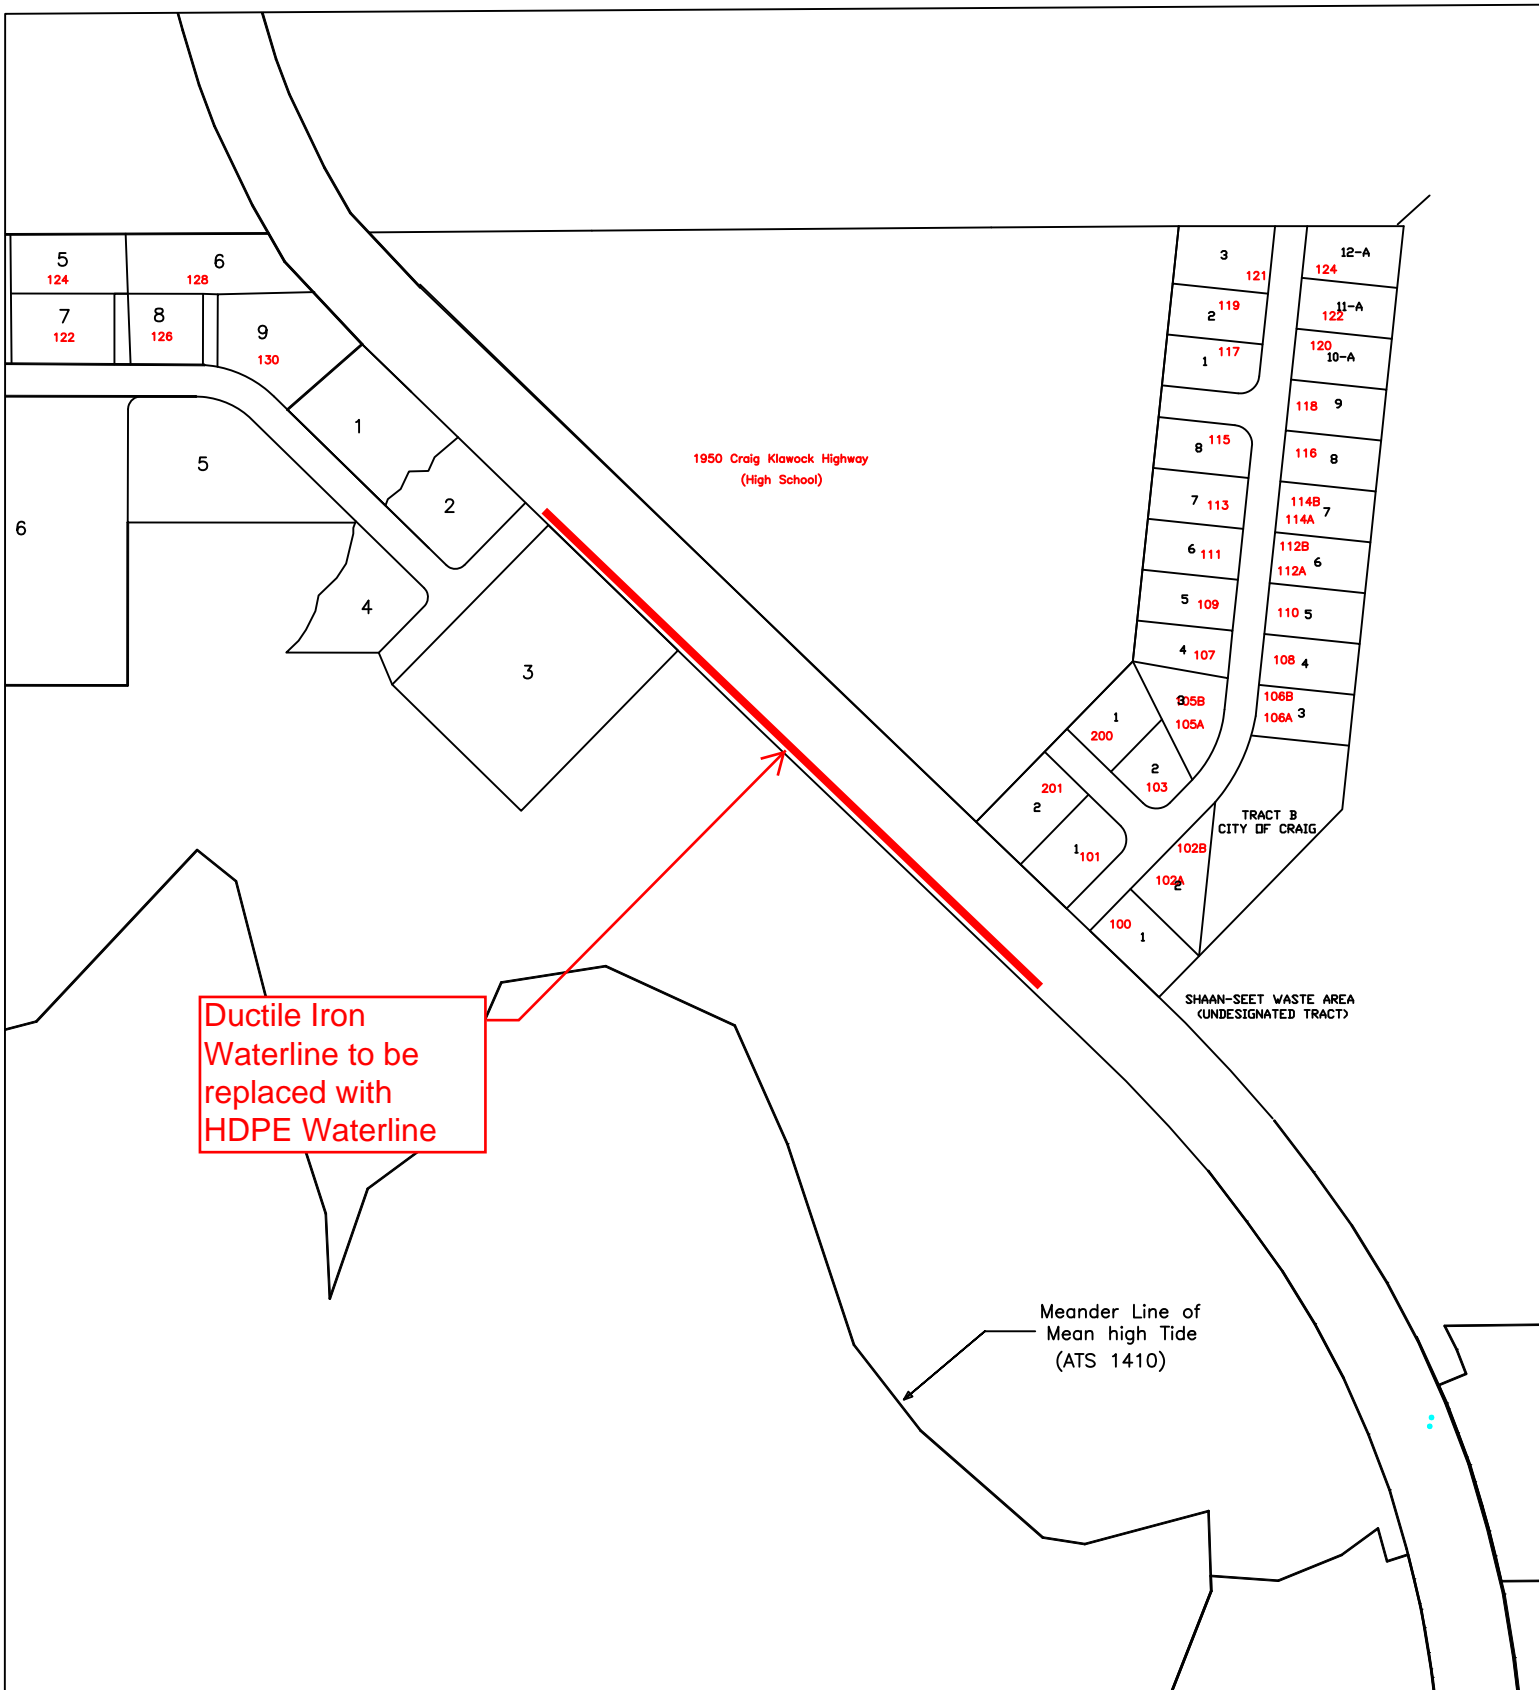 5
124
6
128
7
122
8
126
9
130
1
2
5
6
4
3
1950 Craig Klawock Highway
(High School)
3
121
2
119
1
117
8
115
7
113
6
111
5
109
4
107
3
105B
105A
1
200
2
103
201
2
1
101
12-A
124
11-A
122
120
10-A
118
9
116
8
114B
114A
7
112B
112A
6
110
5
108
4
106B
106A
3
TRACT B
CITY OF CRAIG
102B
102A
2
100
1
SHAAN-SEET WASTE AREA
(UNDESIGNATED TRACT)
Ductile Iron
Waterline to be
replaced with
HDPE Waterline
Meander Line of
Mean high Tide
(ATS 1410)